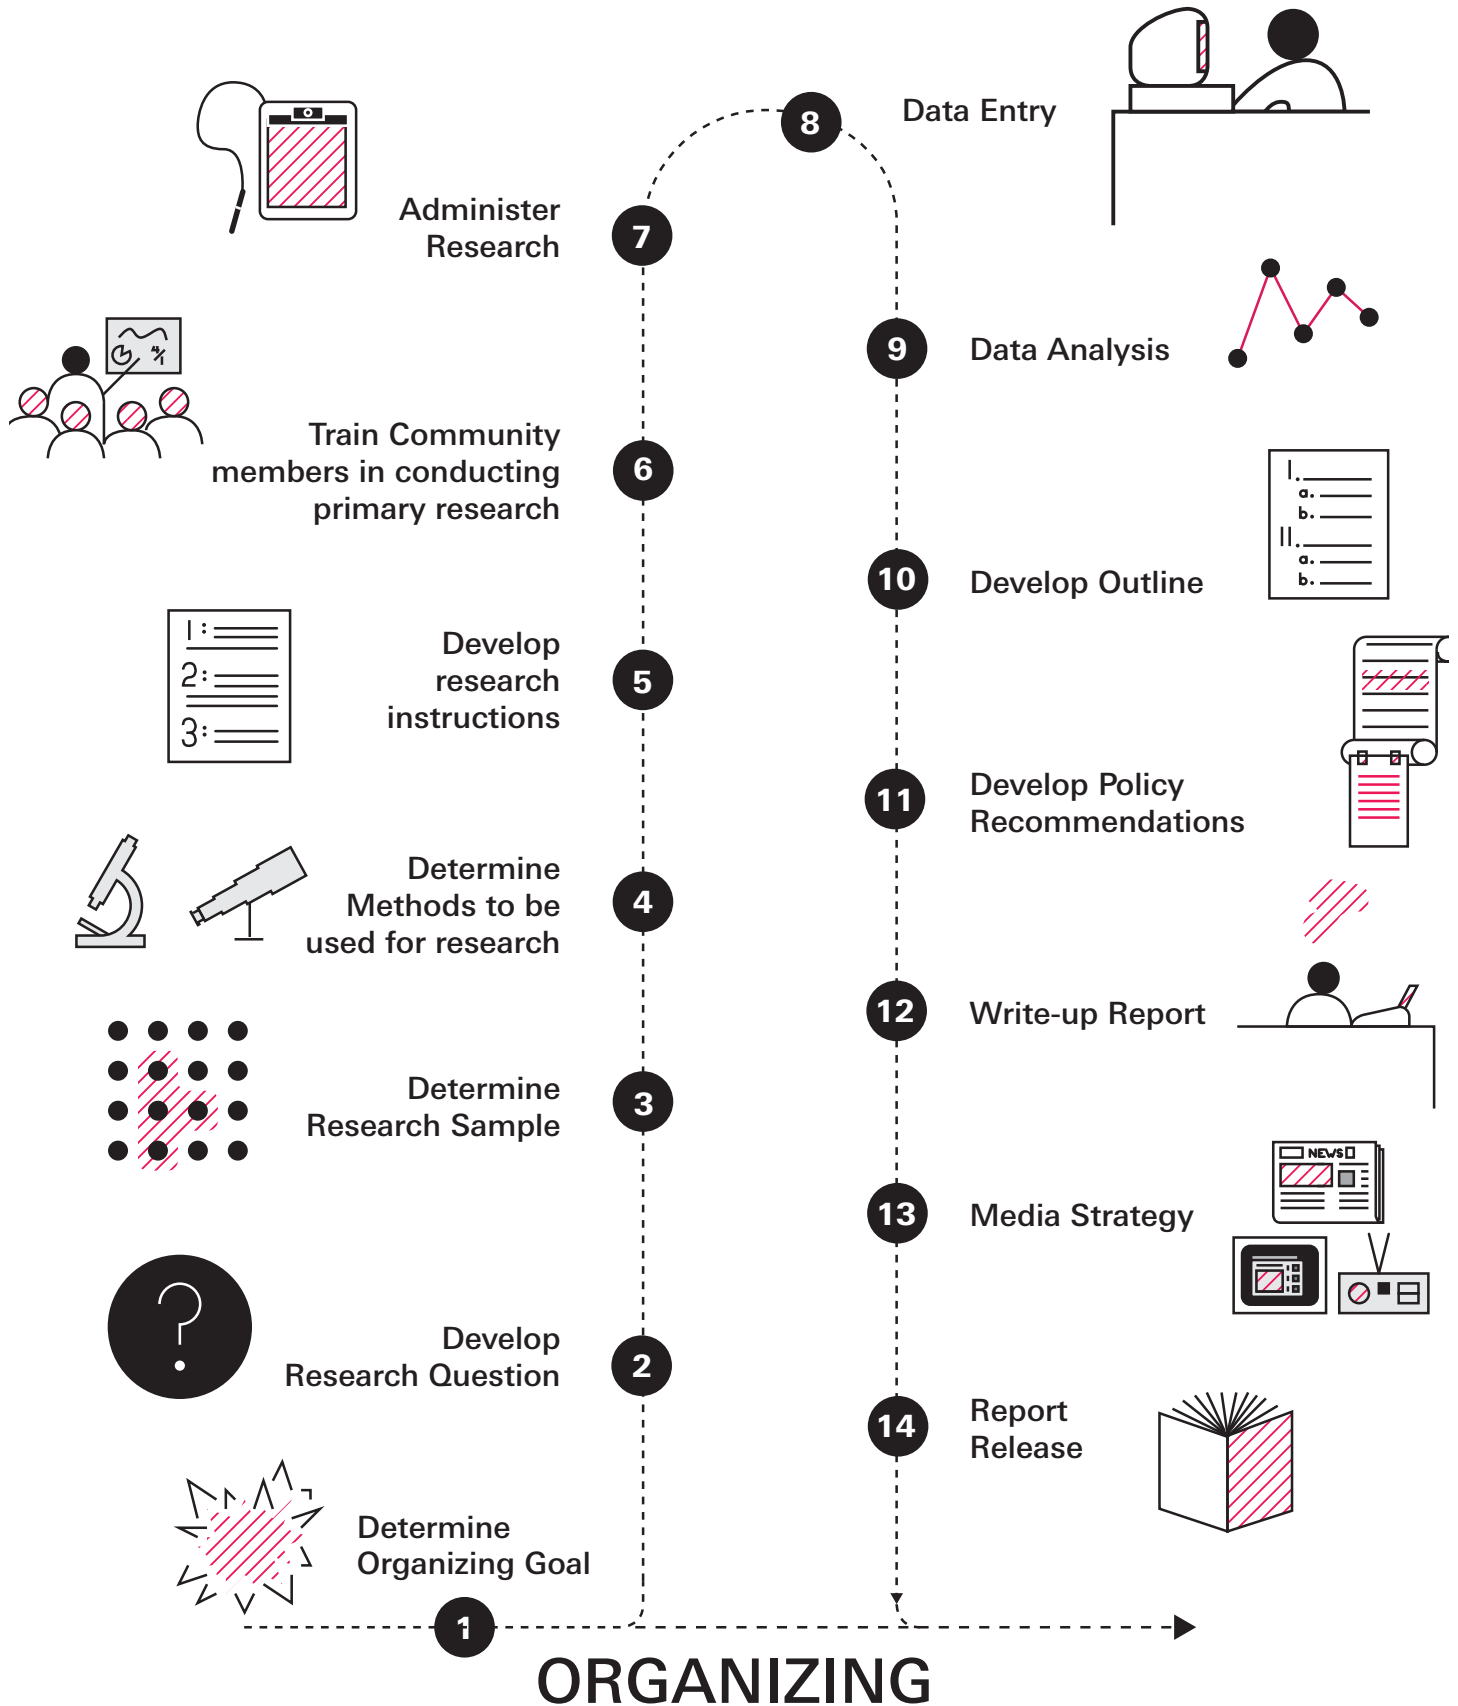 1
Determine
Organizing Goal
2
Develop
Research Question
3
Determine
Research Sample
4
Determine
Methods to be
used for research
5
Develop
research
instructions
1:
2:
3:
6
Train Community
members in conducting
primary research
7
Administer
Research
8
Data Entry
9
Data Analysis
10
Develop Outline
I.
a.
b.
II.
a.
b.
11
Develop Policy
Recommendations
12
Write-up Report
13
Media Strategy
NEWS
14
Report
Release
ORGANIZING